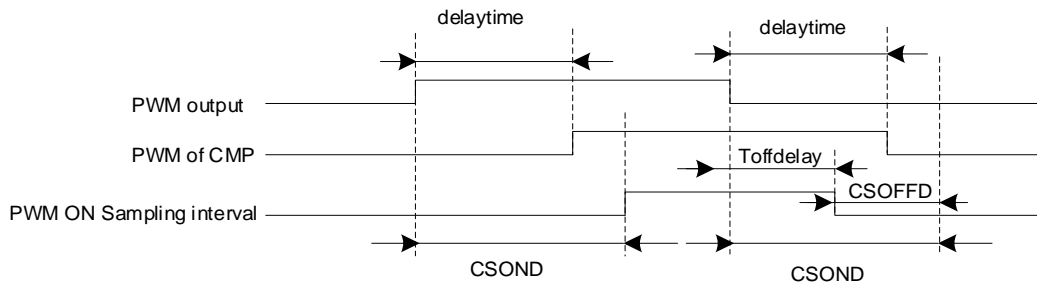 delaytime
delaytime
PWM output
PWM of CMP
Toffdelay
CSOFFD
PWM ON Sampling interval
CSOND
CSOND